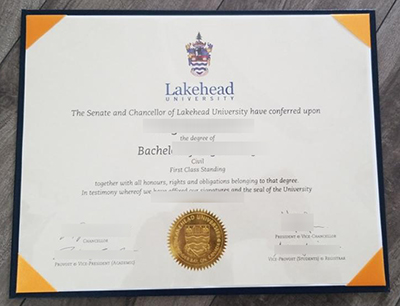 Lakehead
UNIVERSITY
The Senate and Chancellor of Lakehead University have conferred upon
the degree of
Civil
First Class Standing
together with all honours, rights and obligations belonging to that degree.
In testimony whereof we have affixed our signatures and the seal of the University
CHANCELLOR
PROVOST & VICE-PRESIDENT (ACADEMIC)
PRESIDENT & VICE CHANCELLOR
VICE-PROVOST (STUDENTS) & REGISTRAR